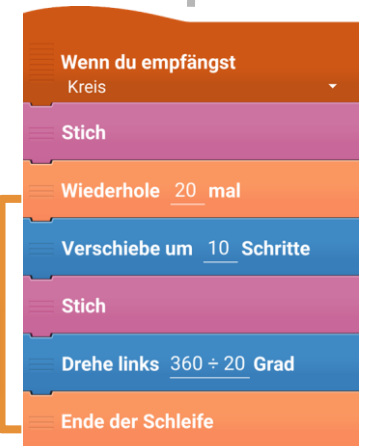 Wenn du empfängst
Kreis
Stich
Wiederhole 20 mal
Verschiebe um 10 Schritte
Stich
Drehe links 360 ÷ 20 Grad
Ende der Schleife